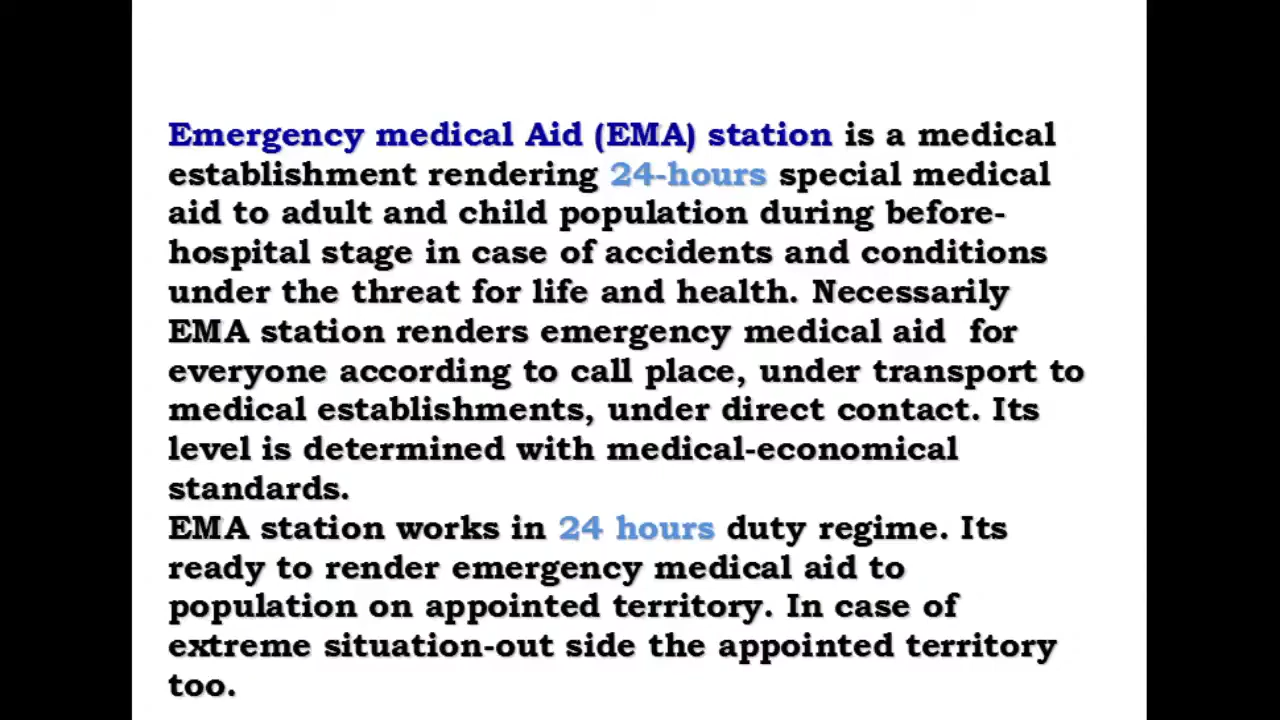 Emergency medical Aid (EMA) station is a medical
establishment rendering 24-hours special medical
aid to adult and child population during before-
hospital stage in case of accidents and conditions
under the threat for life and health. Necessarily
EMA station renders emergency medical aid  for
everyone according to call place, under transport to
medical establishments, under direct contact. Its
level is determined with medical-economical
standards.
EMA station works in 24 hours duty regime. Its
ready to render emergency medical aid to
population on appointed territory. In case of
extreme situation-out side the appointed territory
too.